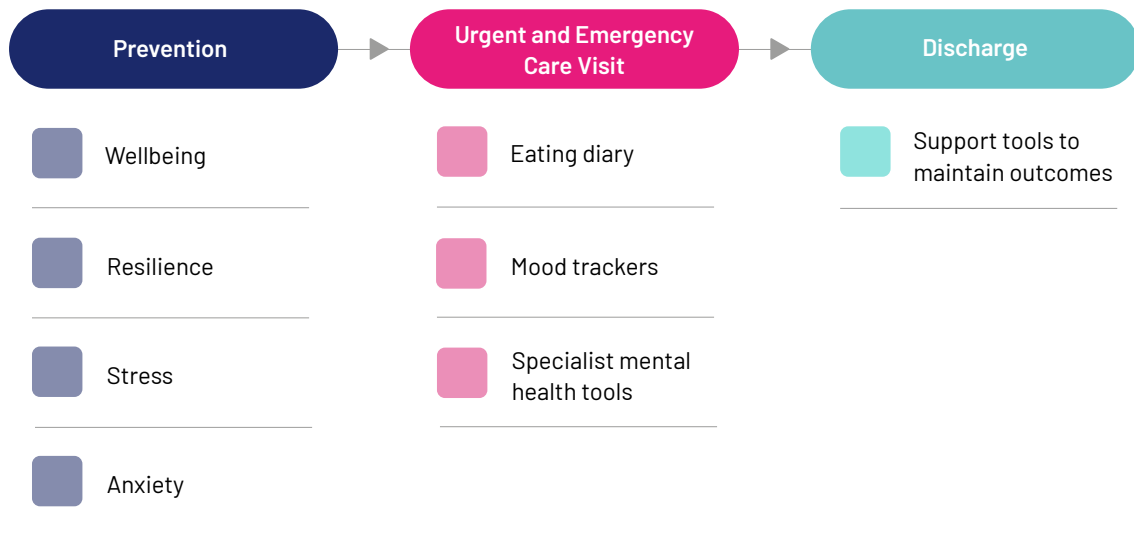 Prevention
Urgent and Emergency
Care Visit
Discharge
Wellbeing
Resilience
Stress
Anxiety
Eating diary
Mood trackers
Specialist mental
health tools
Support tools to
maintain outcomes